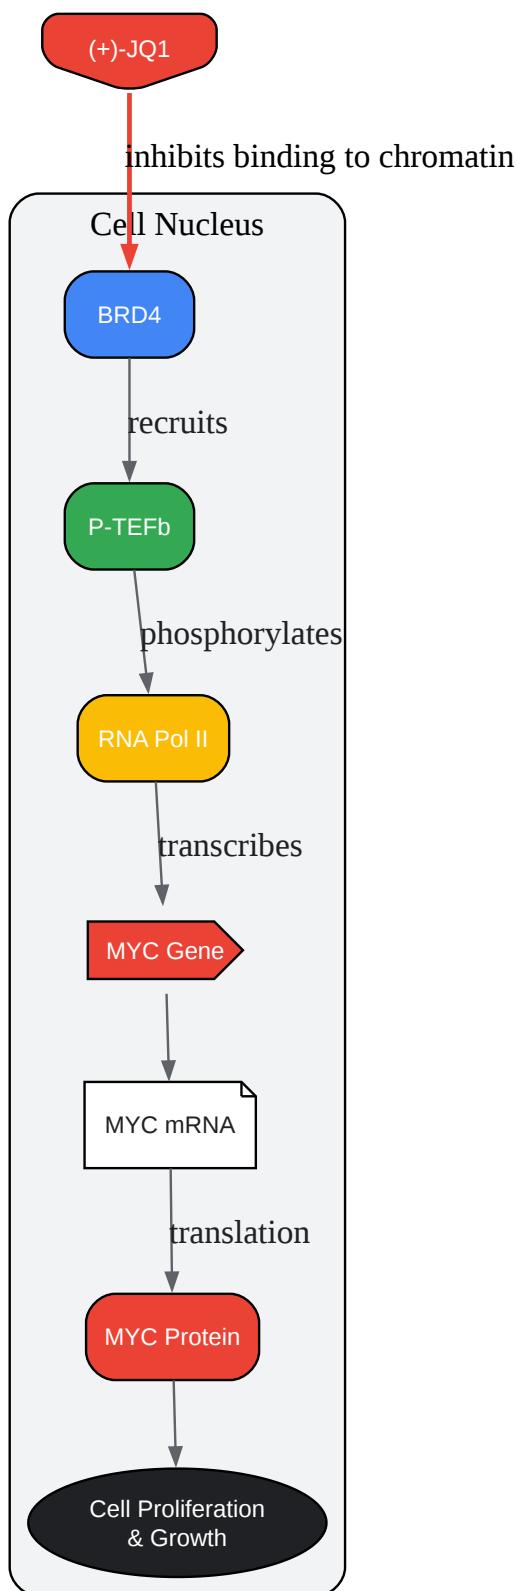 (+)-JQ1
inhibits binding to chromatin
Cell Nucleus
BRD4
recruits
P-TEFb
phosphorylates
RNA Pol II
transcribes
MYC Gene
MYC mRNA
translation
MYC Protein
Cell Proliferation
& Growth